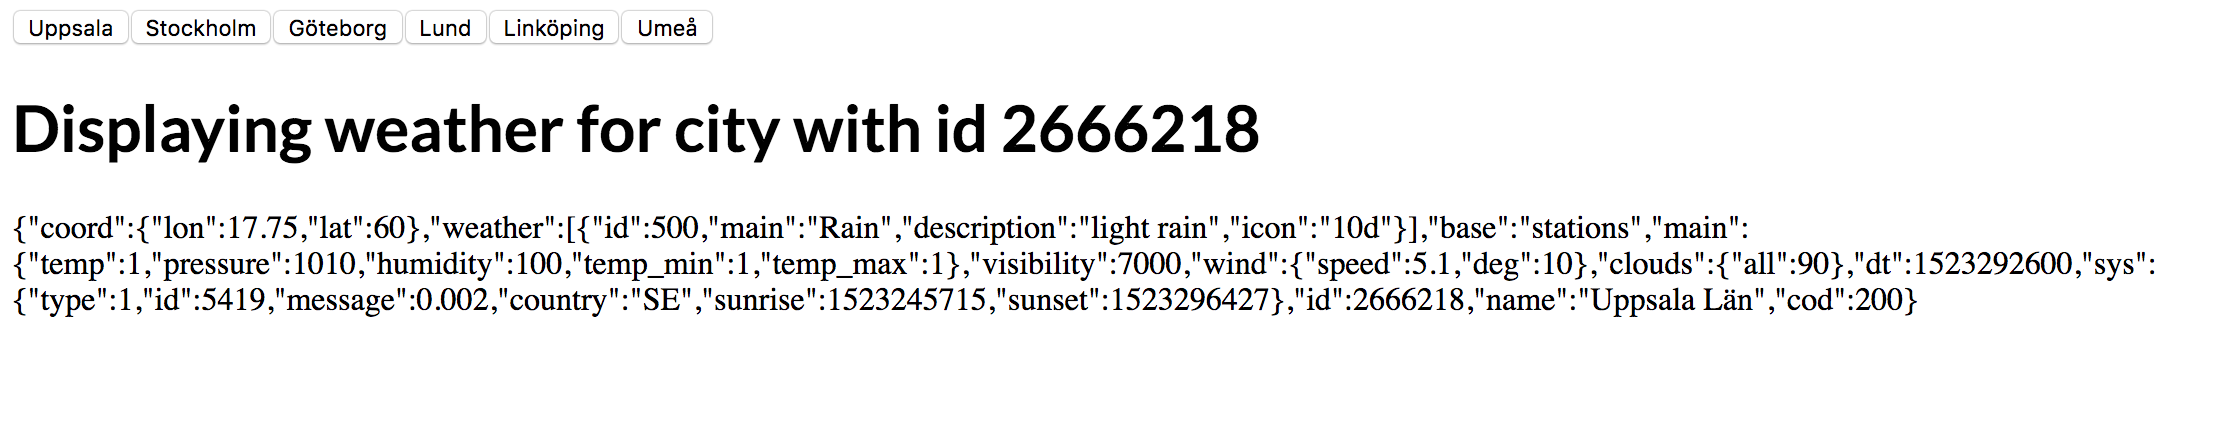 Uppsala Stockholm Göteborg Lund Linköping Umeå
Displaying weather for city with id 2666218
{"coord":{"lon":17.75,"lat":60},"weather":[{"id":500,"main":"Rain","description":"light rain","icon":"10d"}],"base":"stations","main":
{"temp":1,"pressure":1010,"humidity":100,"temp_min":1,"temp_max":1},"visibility":7000,"wind":{"speed":5.1,"deg":10},"clouds":{"all":90},"dt":1523292600,"sys":
{"type":1,"id":5419,"message":0.002,"country":"SE","sunrise":1523245715,"sunset":1523296427},"id":2666218,"name":"Uppsala Län","cod":200}